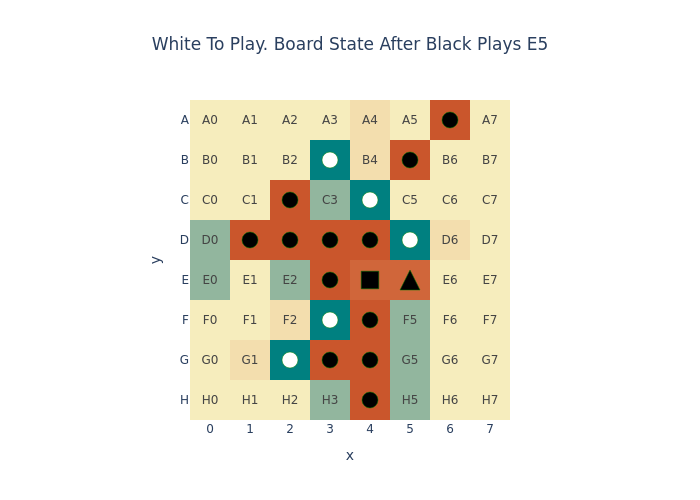 White To Play. Board State After Black Plays E5
A A0 A1 A2 A3 A4 A5 A7
B B0 B1 B2 B4 B6 B7
C C0 C1 C3 C5 C6 C7
D D0 D6 D7
E E0 E1 E2 E6 E7
F F0 F1 F2 F5 F6 F7
G G0 G1 G5 G6 G7
H H0 H1 H2 H3 H5 H6 H7
0 1 2 3 4 5 6 7
x
y